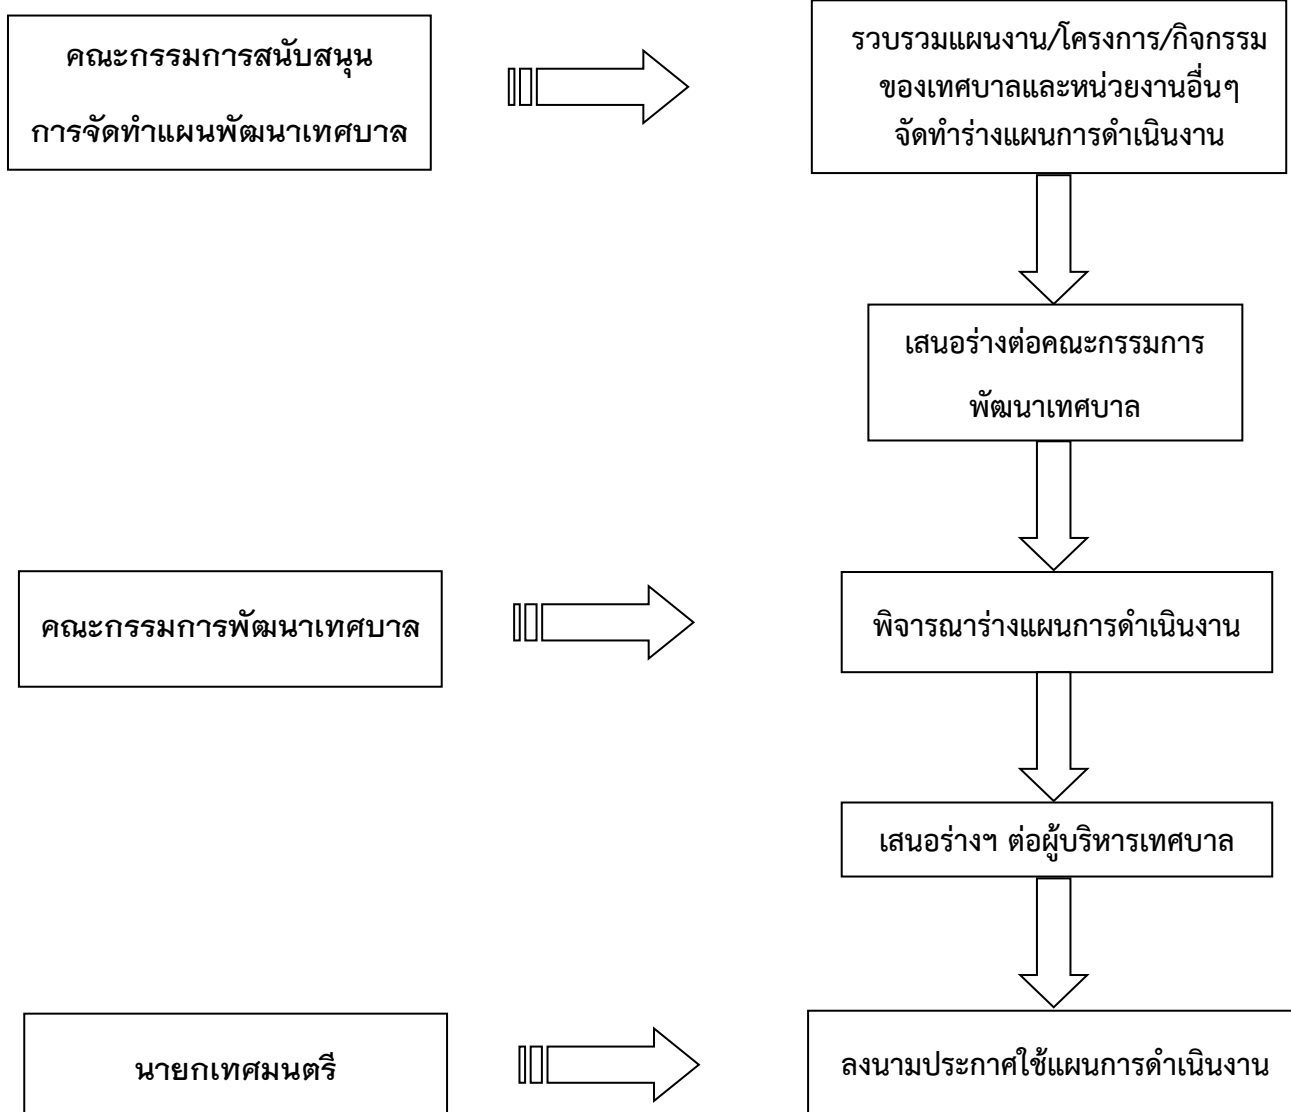 คณะกรรมการสนับสนุน
การจัดทำแผนพัฒนาเทศบาล
รวบรวมแผนงาน/โครงการ/กิจกรรม
ของเทศบาลและหน่วยงานอื่นๆ
จัดทำร่างแผนการดำเนินงาน
เสนอร่างต่อคณะกรรมการ
พัฒนาเทศบาล
คณะกรรมการพัฒนาเทศบาล
พิจารณาร่างแผนการดำเนินงาน
เสนอร่างฯ ต่อผู้บริหารเทศบาล
นายกเทศมนตรี
ลงนามประกาศใช้แผนการดำเนินงาน